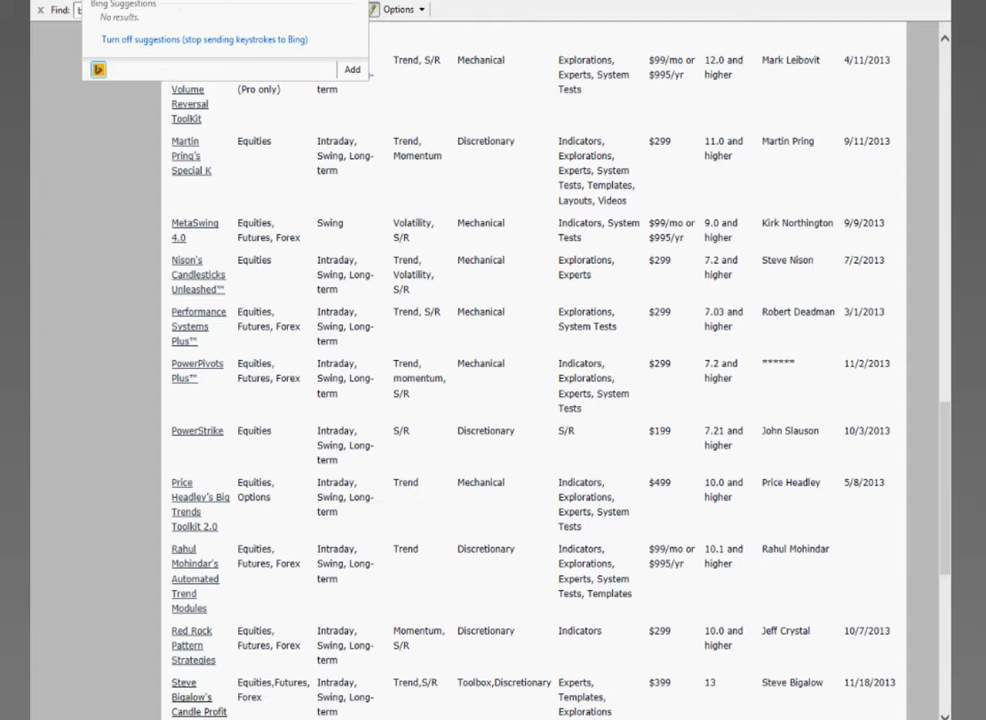 Bing Suggestions
X Find:
Options
No results.
Turn off suggestions (stop sending keystrokes to Bing)
Add
Trend, S/R Mechanical Explorations, $99/mo or 12.0 and Mark Leibovit 4/11/2013
Experts, System $995/yr higher
Volume (Pro only) term Tests
Reversal
ToolKit
Martin Equities Intraday, Trend, Discretionary Indicators, $299 11.0 and Martin Pring 9/11/2013
Pring's Swing, Long- Momentum Explorations, higher
Special K term Experts, System
Tests, Templates,
Layouts, Videos
MetaSwing Equities, Swing Volatility, Mechanical Indicators, System $99/mo or 9.0 and Kirk Northington 9/9/2013
4.0 Futures, Forex S/R Tests $995/yr higher
Nison's Equities Intraday, Trend, Mechanical Explorations, $299 7.2 and Steve Nison 7/2/2013
Candlesticks Swing, Long- Volatility, Experts higher
Unleashed™ term S/R
Performance Equities, Intraday, Trend, S/R Mechanical Explorations, $299 7.03 and Robert Deadman 3/1/2013
Systems Futures, Forex Swing, Long- System Tests higher
Plus™ term
PowerPivots Equities, Intraday, Trend, Mechanical Indicators, $299 7.2 and ****** 11/2/2013
Plus™ Futures, Forex Swing, Long- momentum, Explorations, higher
term S/R Experts, System
Tests
PowerStrike Equities Intraday, S/R Discretionary S/R $199 7.21 and John Slauson 10/3/2013
Swing, Long- higher
term
Price Equities, Intraday, Trend Mechanical Indicators, $499 10.0 and Price Headley 5/8/2013
Headley's Big Options Swing, Long- Explorations, higher
Trends term Experts, System
Toolkit 2.0 Tests
Rahul Equities, Intraday, Trend Discretionary Indicators, $99/mo or 10.1 and Rahul Mohindar
Mohindar's Futures, Forex Swing, Long- Explorations, $995/yr higher
Automated term Experts, System
Trend Tests, Templates
Modules
Red Rock Equities, Intraday, Momentum, Discretionary Indicators $299 10.0 and Jeff Crystal 10/7/2013
Pattern Futures, Forex Swing, Long- S/R higher
Strategies term
Steve Equities,Futures, Intraday, Trend,S/R Toolbox,Discretionary Experts, $399 13 Steve Bigalow 11/18/2013
Bigalow's Forex Swing, Long- Templates,
Candle Profit term Explorations